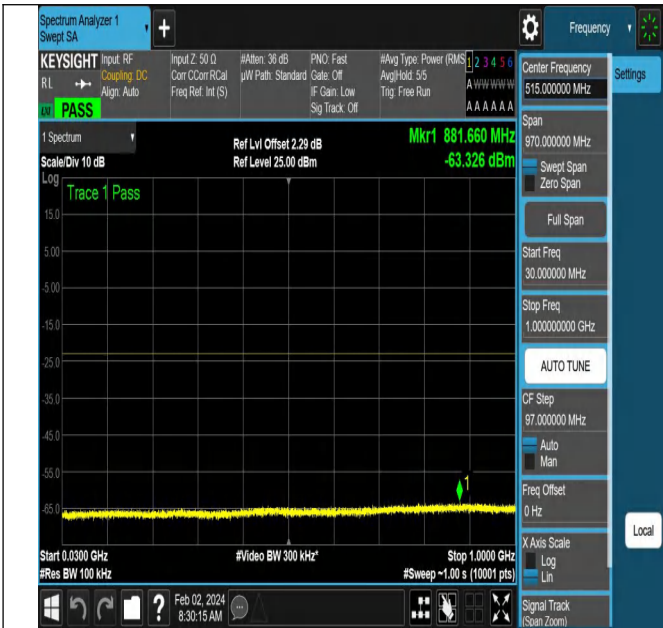 Spectrum Analyzer 1
Swept SA
+
Frequency
KEYSIGHT
Input: RF
RL
Coupling: DC
Align: Auto
PASS
Input Z: 50 Ω
Corr CCorr RCal
Freq Ref: Int (S)
#Atten: 36 dB
µW Path: Standard
PNO: Fast
Gate: Off
IF Gain: Low
Sig Track: Off
#Avg Type: Power (RMS)
Avg|Hold: 5/5
Trig: Free Run
1 2 3 4 5 6
A W W W W W
A A A A A A
1 Spectrum
Scale/Div 10 dB
Ref Lvl Offset 2.29 dB
Ref Level 25.00 dBm
Mkr1 881.660 MHz
-63.326 dBm
Log
Trace 1 Pass
15.0
5.00
-5.00
-15.0
-25.0
-35.0
-45.0
-55.0
-65.0
1
Start 0.0300 GHz
#Res BW 100 kHz
#Video BW 300 kHz*
Stop 1.0000 GHz
#Sweep ~1.00 s (10001 pts)
Center Frequency
515.000000 MHz
Settings
Span
970.000000 MHz
Swept Span
Zero Span
Full Span
Start Freq
30.000000 MHz
Stop Freq
1.000000000 GHz
AUTO TUNE
CF Step
97.000000 MHz
Auto
Man
Freq Offset
0 Hz
X Axis Scale
Log
Lin
Local
Signal Track
(Span Zoom)
?
Feb 02, 2024
8:30:15 AM